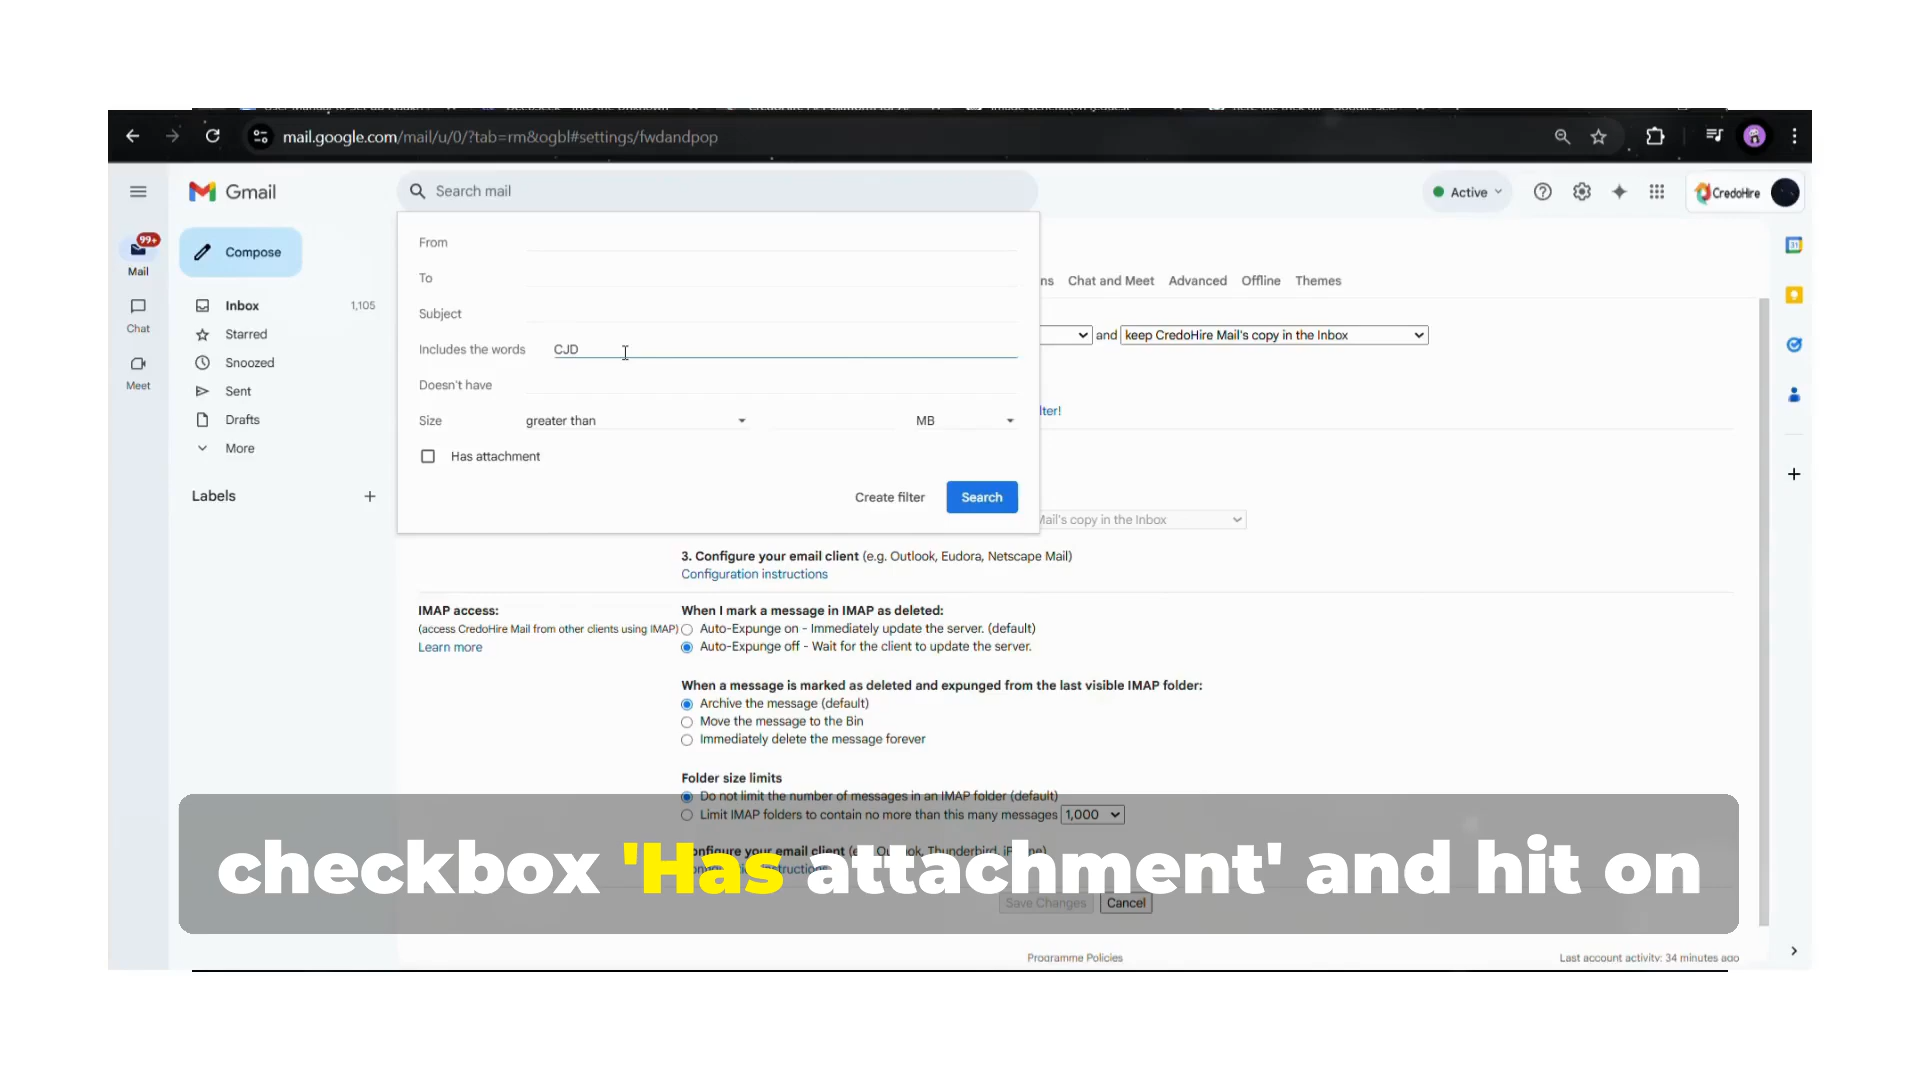 mail.google.com/mail/u/0/?tab=rm&ogbl#settings/fwdandpop
Gmail
Search mail
Active
CredoHire
99+
Mail
Compose
Chat
Meet
Inbox 1,105
Starred
Snoozed
Sent
Drafts
More
Labels
From
To
Subject
Includes the words CJD
Doesn't have
Size greater than MB
Has attachment
Create filter Search
ns Chat and Meet Advanced Offline Themes
and keep CredoHire Mail's copy in the Inbox
lter!
Mail's copy in the Inbox
3. Configure your email client (e.g. Outlook, Eudora, Netscape Mail)
Configuration instructions
IMAP access:
(access CredoHire Mail from other clients using IMAP)
Learn more
When I mark a message in IMAP as deleted:
Auto-Expunge on - Immediately update the server. (default)
Auto-Expunge off - Wait for the client to update the server.
When a message is marked as deleted and expunged from the last visible IMAP folder:
Archive the message (default)
Move the message to the Bin
Immediately delete the message forever
Folder size limits
Do not limit the number of messages in an IMAP folder (default)
Limit IMAP folders to contain no more than this many messages 1,000
Configure your email client (e.g. Outlook, Thunderbird, iPhone)
Configuration instructions
checkbox 'Has attachment' and hit on
Save Changes Cancel
Programme Policies
Last account activity: 34 minutes ago
31